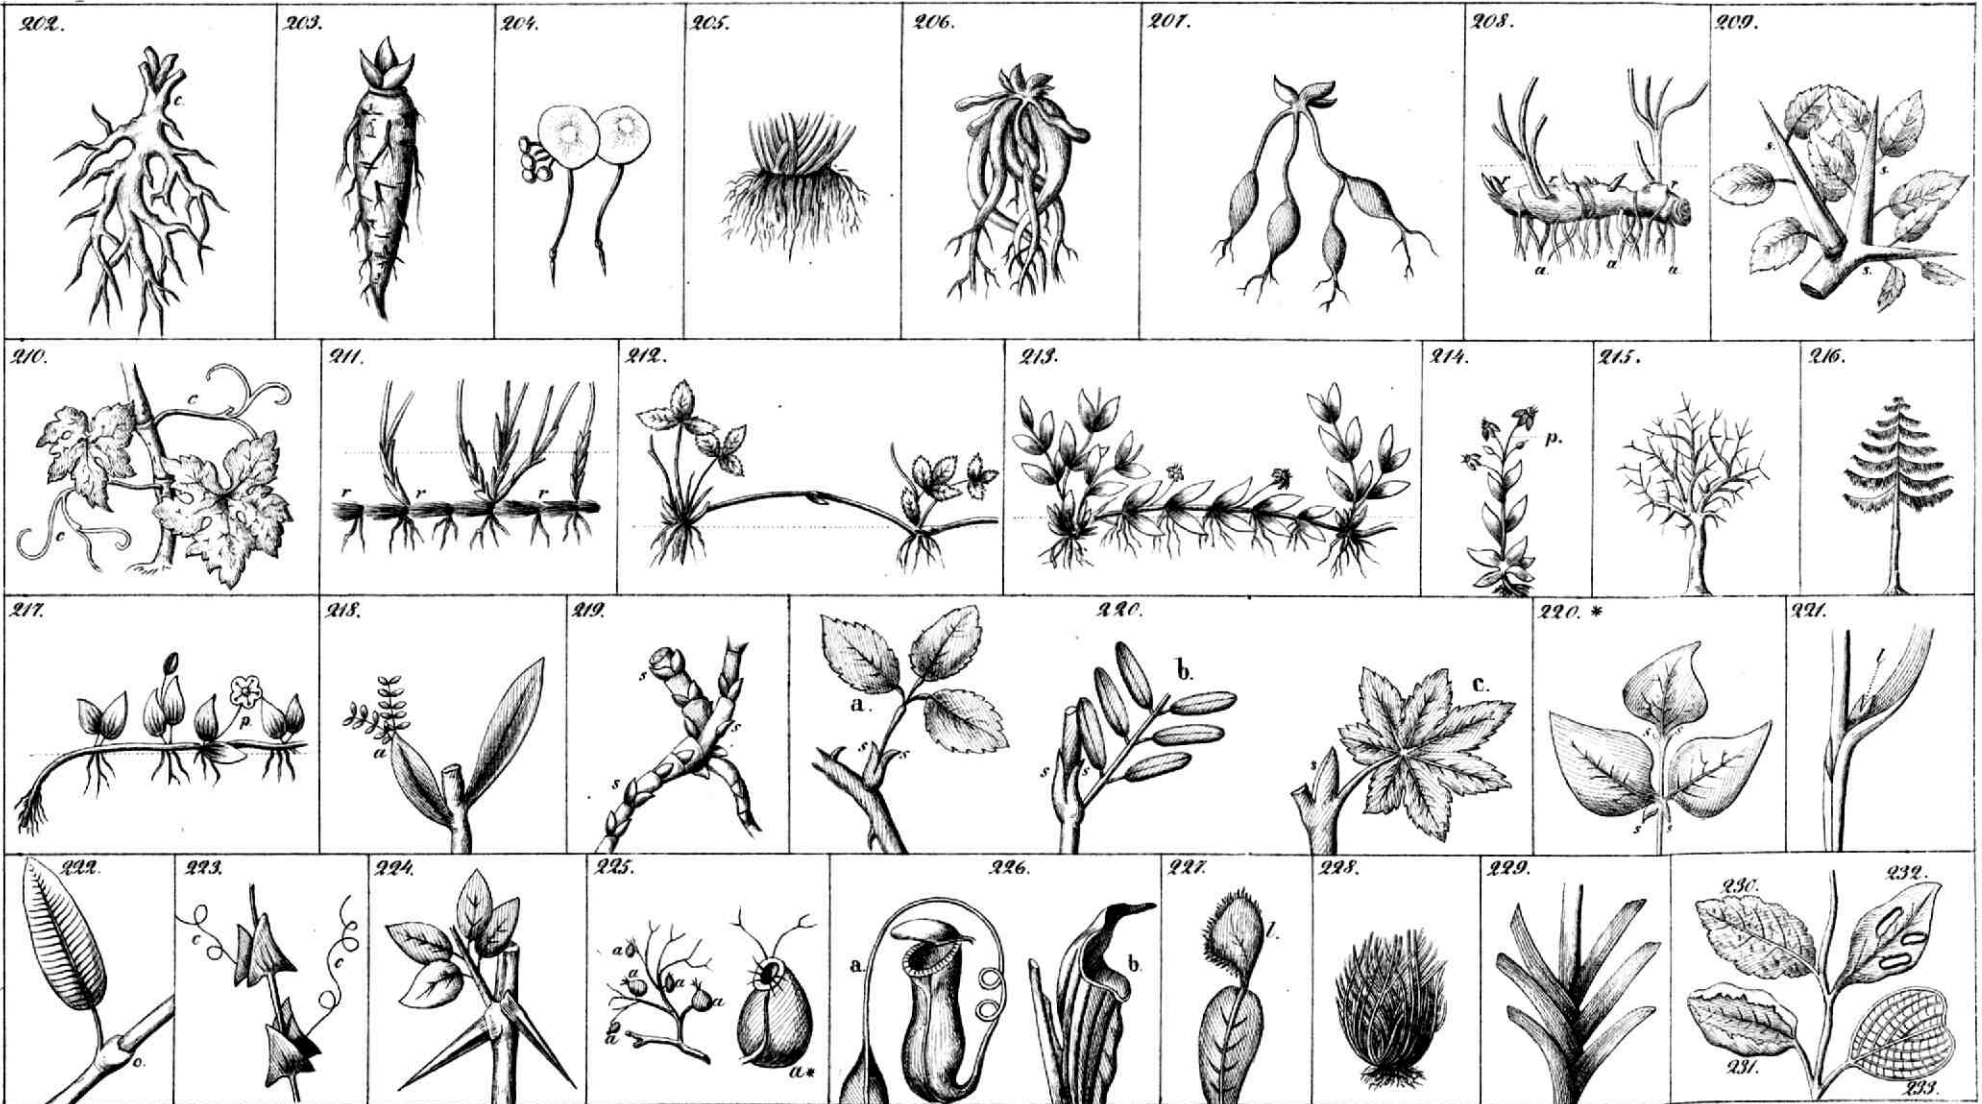 202. 203. 204. 205. 206. 207. 208. 209.
c.
s. s.
r r
a. a a
s.
210. 211. 212. 213. 214. 215. 216.
c
p.
r r r
c
217. 218. 219. 220. 220.* 221.
s b. l
a. c.
p. s
a s s
s s s s s
s s
222. 223. 224. 225. 226. 227. 228. 229. 230. 232.
c a l.
c a a a a. b.
a
o. a* 231. 233.